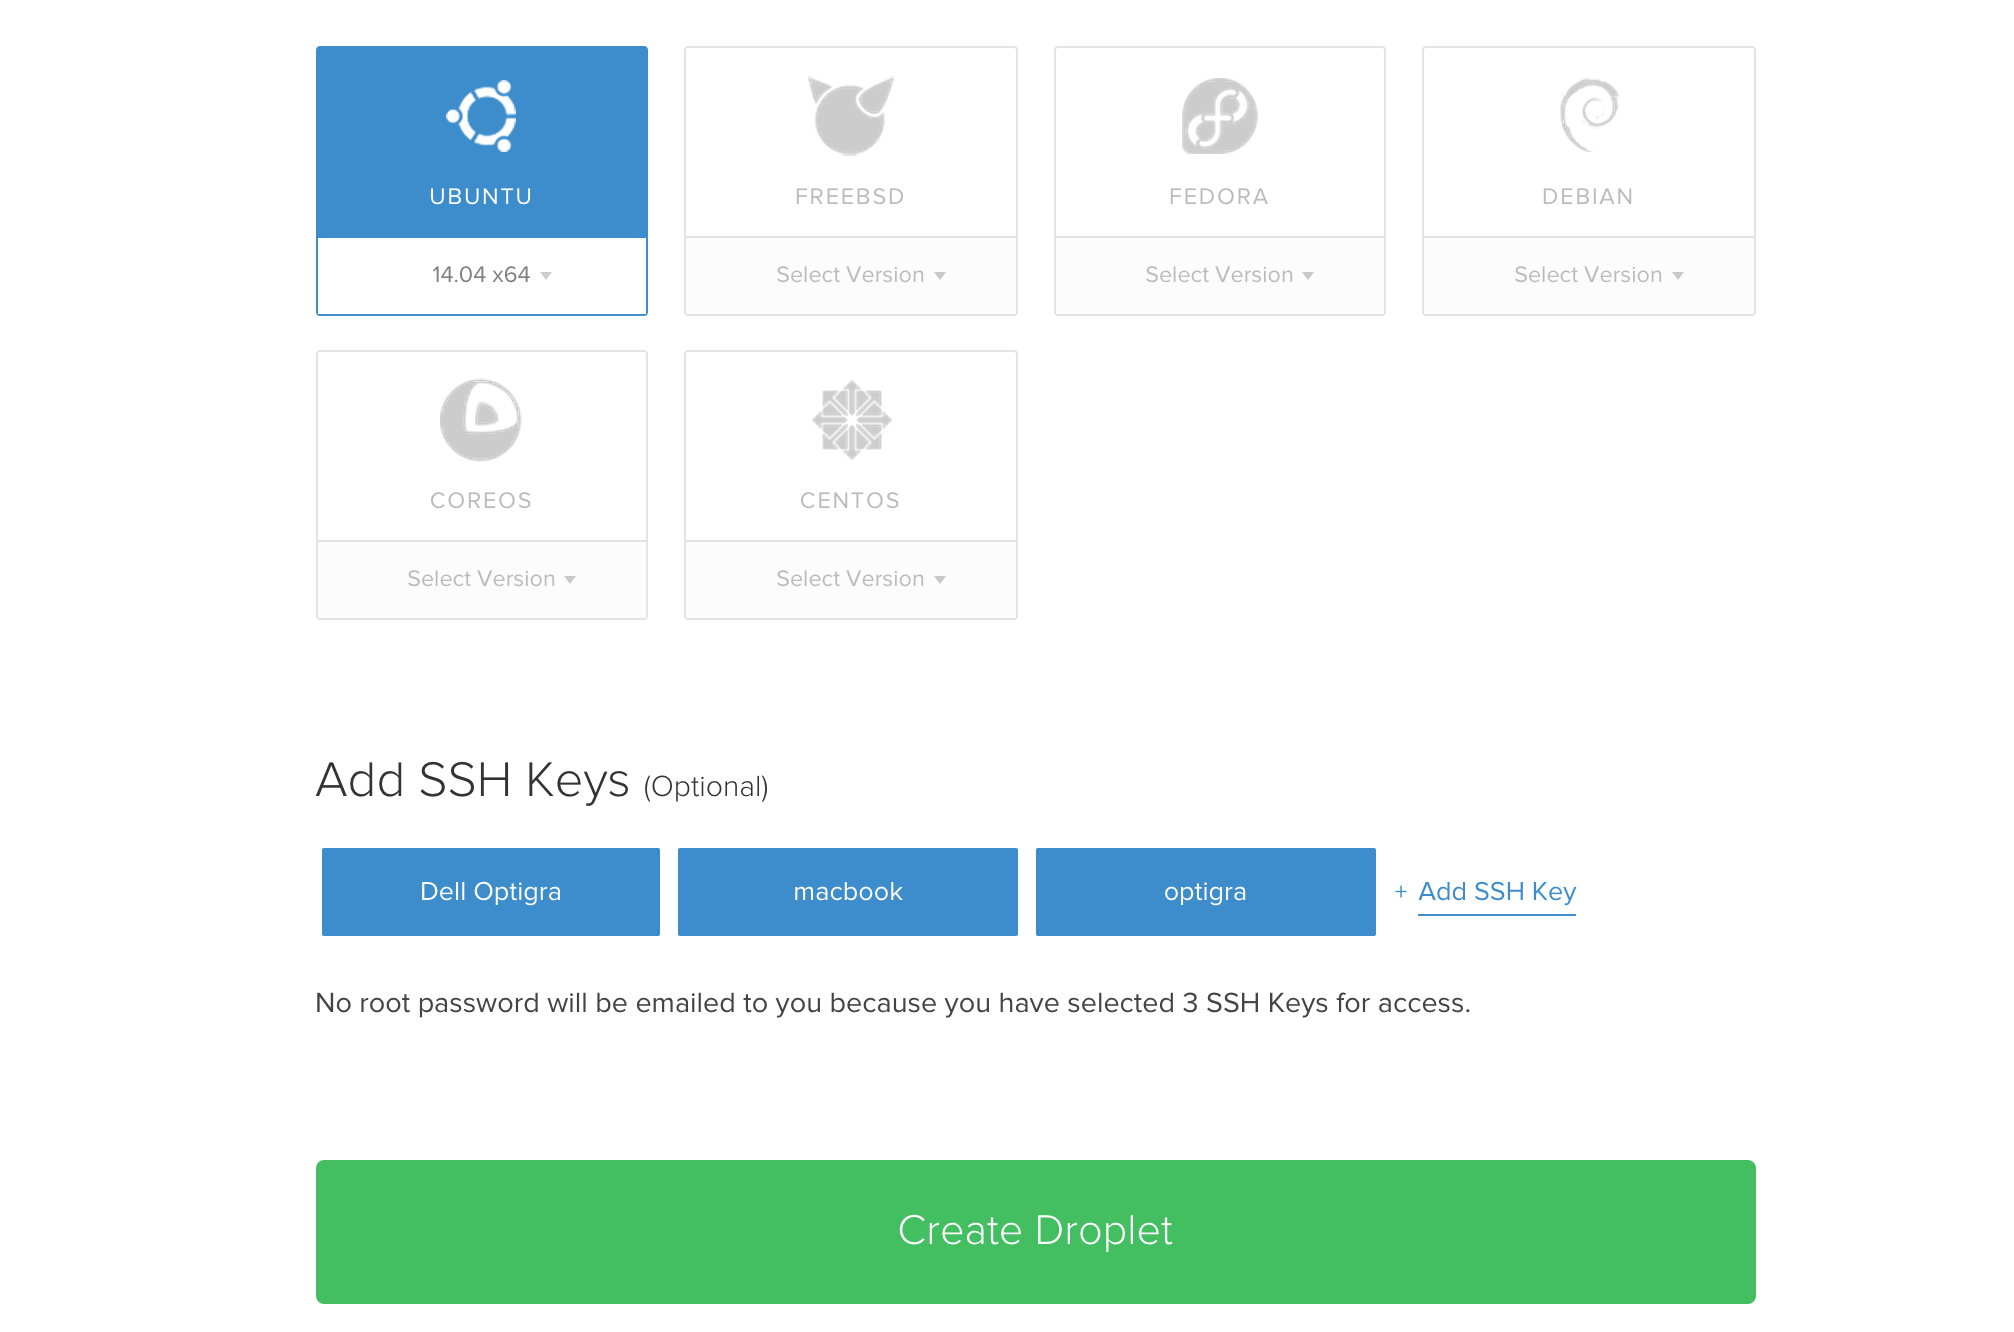 UBUNTU
FREEBSD
FEDORA
DEBIAN
14.04 x64
Select Version
Select Version
Select Version
COREOS
CENTOS
Select Version
Select Version
Add SSH Keys (Optional)
Dell Optigra
macbook
optigra
+ Add SSH Key
No root password will be emailed to you because you have selected 3 SSH Keys for access.
Create Droplet